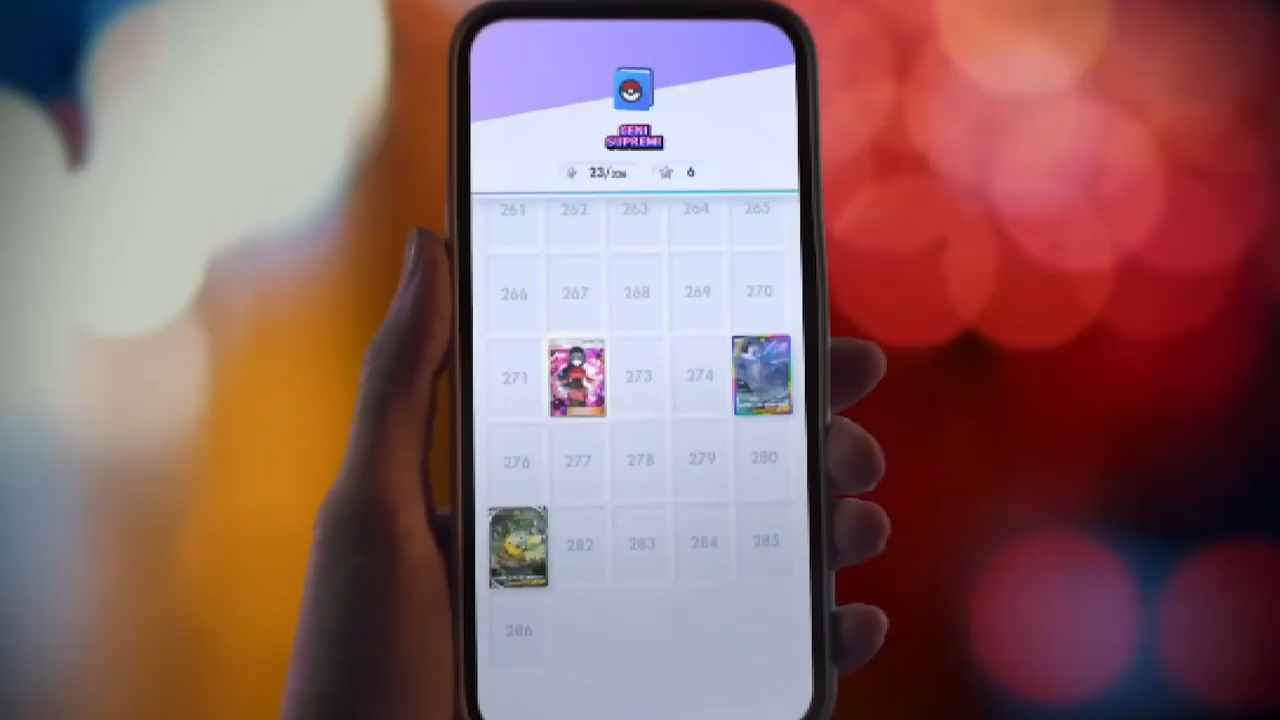 GENI
SUPREMI
23/226 6
261 262 263 264 265
266 267 268 269 270
271 273 274
276 277 278 279 280
282 283 284 285
286